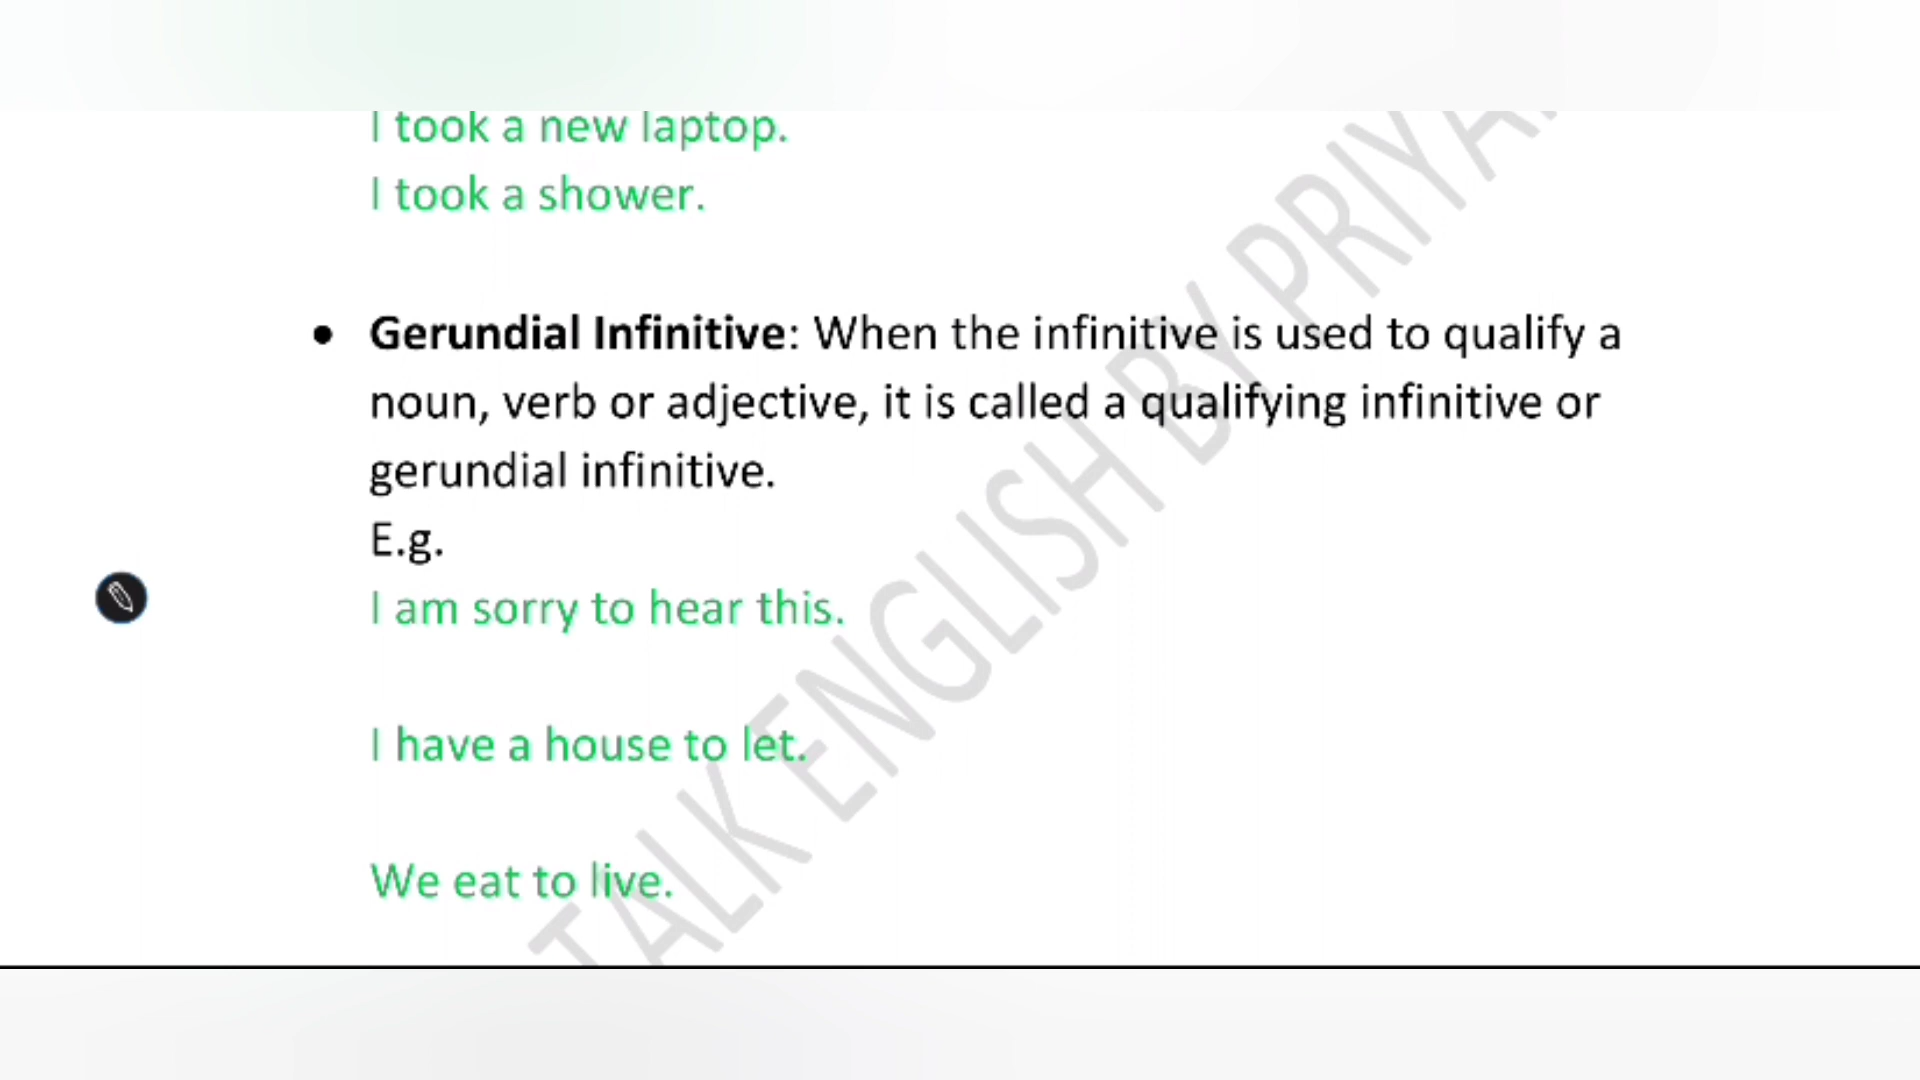 I took a new laptop.
I took a shower.
• Gerundial Infinitive: When the infinitive is used to qualify a
noun, verb or adjective, it is called a qualifying infinitive or
gerundial infinitive.
E.g.
I am sorry to hear this.
I have a house to let.
We eat to live.
TALK ENGLISH BY